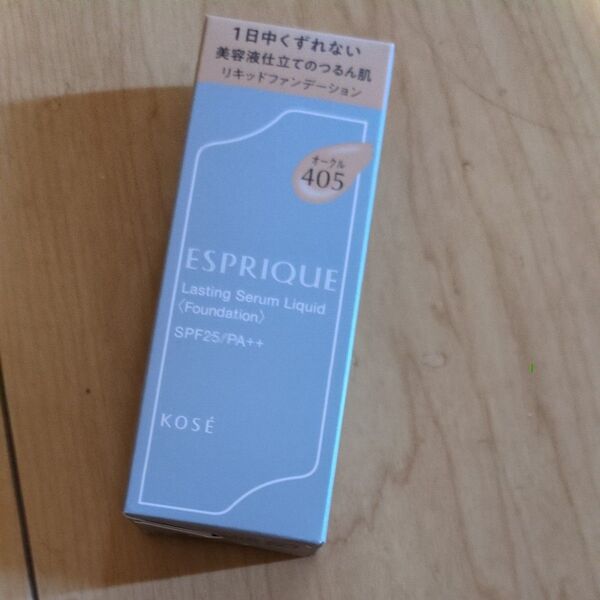 1日中くずれない
美容液仕立てのつるん肌
リキッドファンデーション
オークル
405
ESPRIQUE
Lasting Serum Liquid
〈Foundation〉
SPF25/PA++
KOSÉ